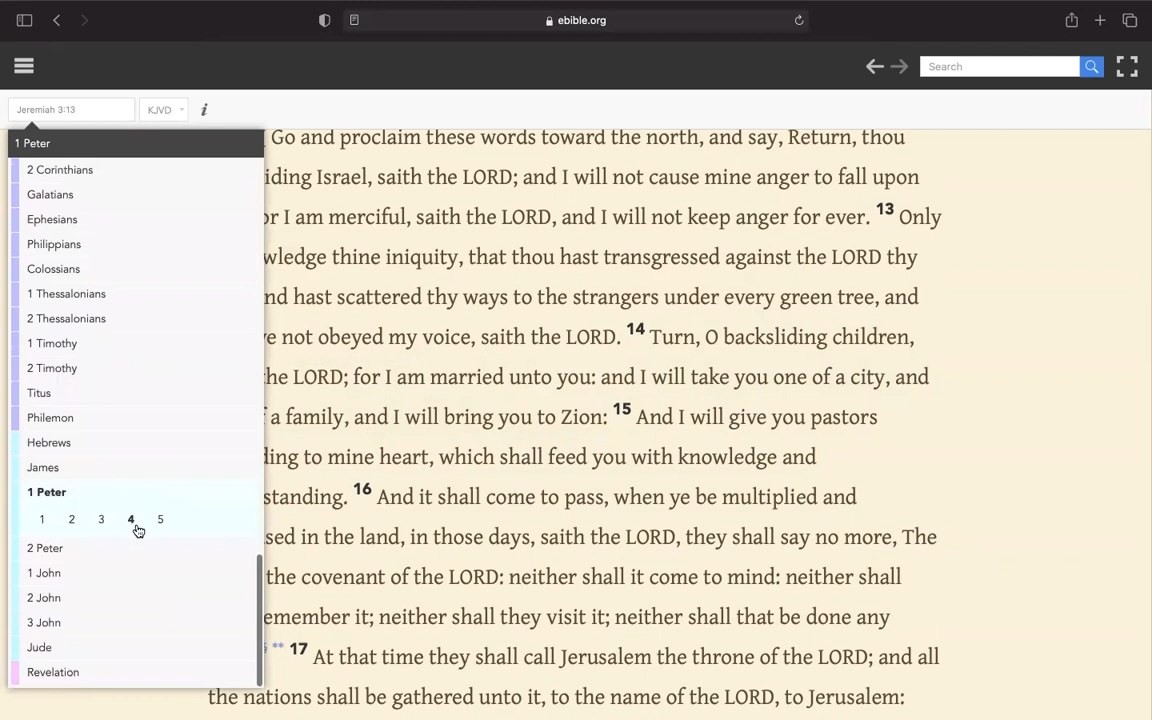 ebible.org
Search
Jeremiah 3:13
KJVD
i
1 Peter
2 Corinthians
Galatians
Ephesians
Philippians
Colossians
1 Thessalonians
2 Thessalonians
1 Timothy
2 Timothy
Titus
Philemon
Hebrews
James
1 Peter
1 2 3 4 5
2 Peter
1 John
2 John
3 John
Jude
Revelation
Go and proclaim these words toward the north, and say, Return, thou
iding Israel, saith the LORD; and I will not cause mine anger to fall upon
or I am merciful, saith the LORD, and I will not keep anger for ever. 13 Only
wledge thine iniquity, that thou hast transgressed against the LORD thy
nd hast scattered thy ways to the strangers under every green tree, and
e not obeyed my voice, saith the LORD. 14 Turn, O backsliding children,
he LORD; for I am married unto you: and I will take you one of a city, and
f a family, and I will bring you to Zion: 15 And I will give you pastors
ding to mine heart, which shall feed you with knowledge and
standing. 16 And it shall come to pass, when ye be multiplied and
sed in the land, in those days, saith the LORD, they shall say no more, The
the covenant of the LORD: neither shall it come to mind: neither shall
emember it; neither shall they visit it; neither shall that be done any
** 17 At that time they shall call Jerusalem the throne of the LORD; and all
the nations shall be gathered unto it, to the name of the LORD, to Jerusalem: